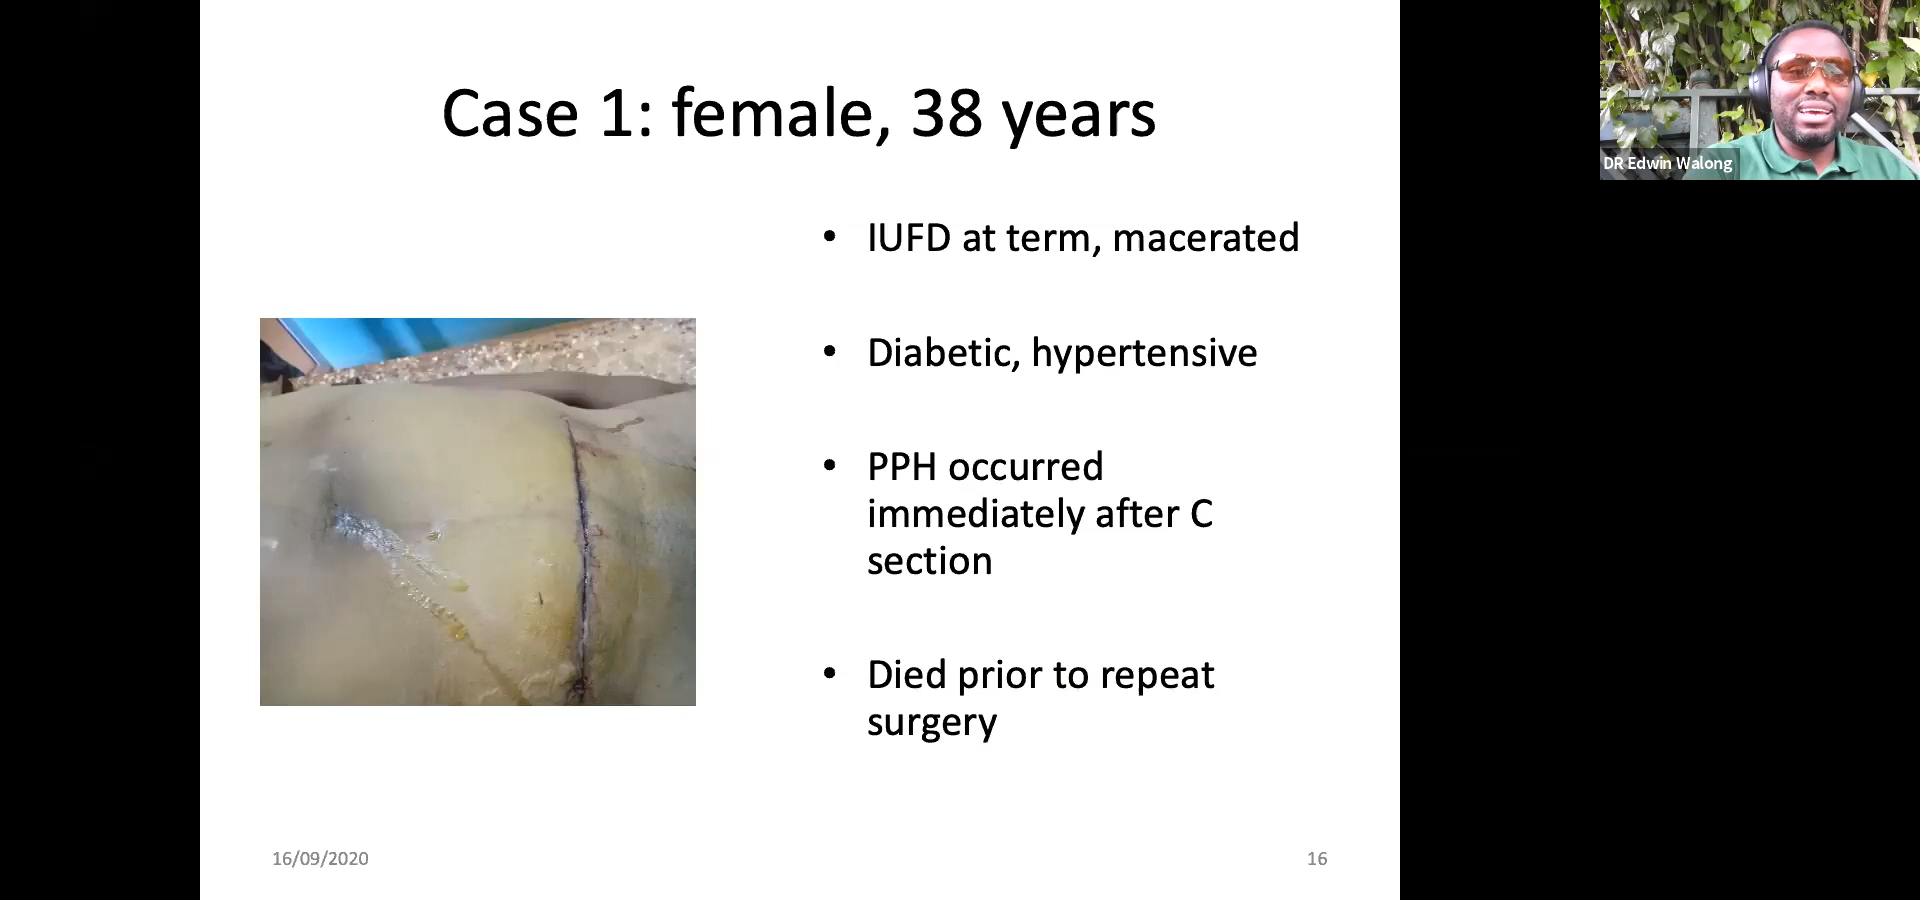 Case 1: female, 38 years
• IUFD at term, macerated
• Diabetic, hypertensive
• PPH occurred
immediately after C
section
• Died prior to repeat
surgery
16/09/2020
16
DR Edwin Walong